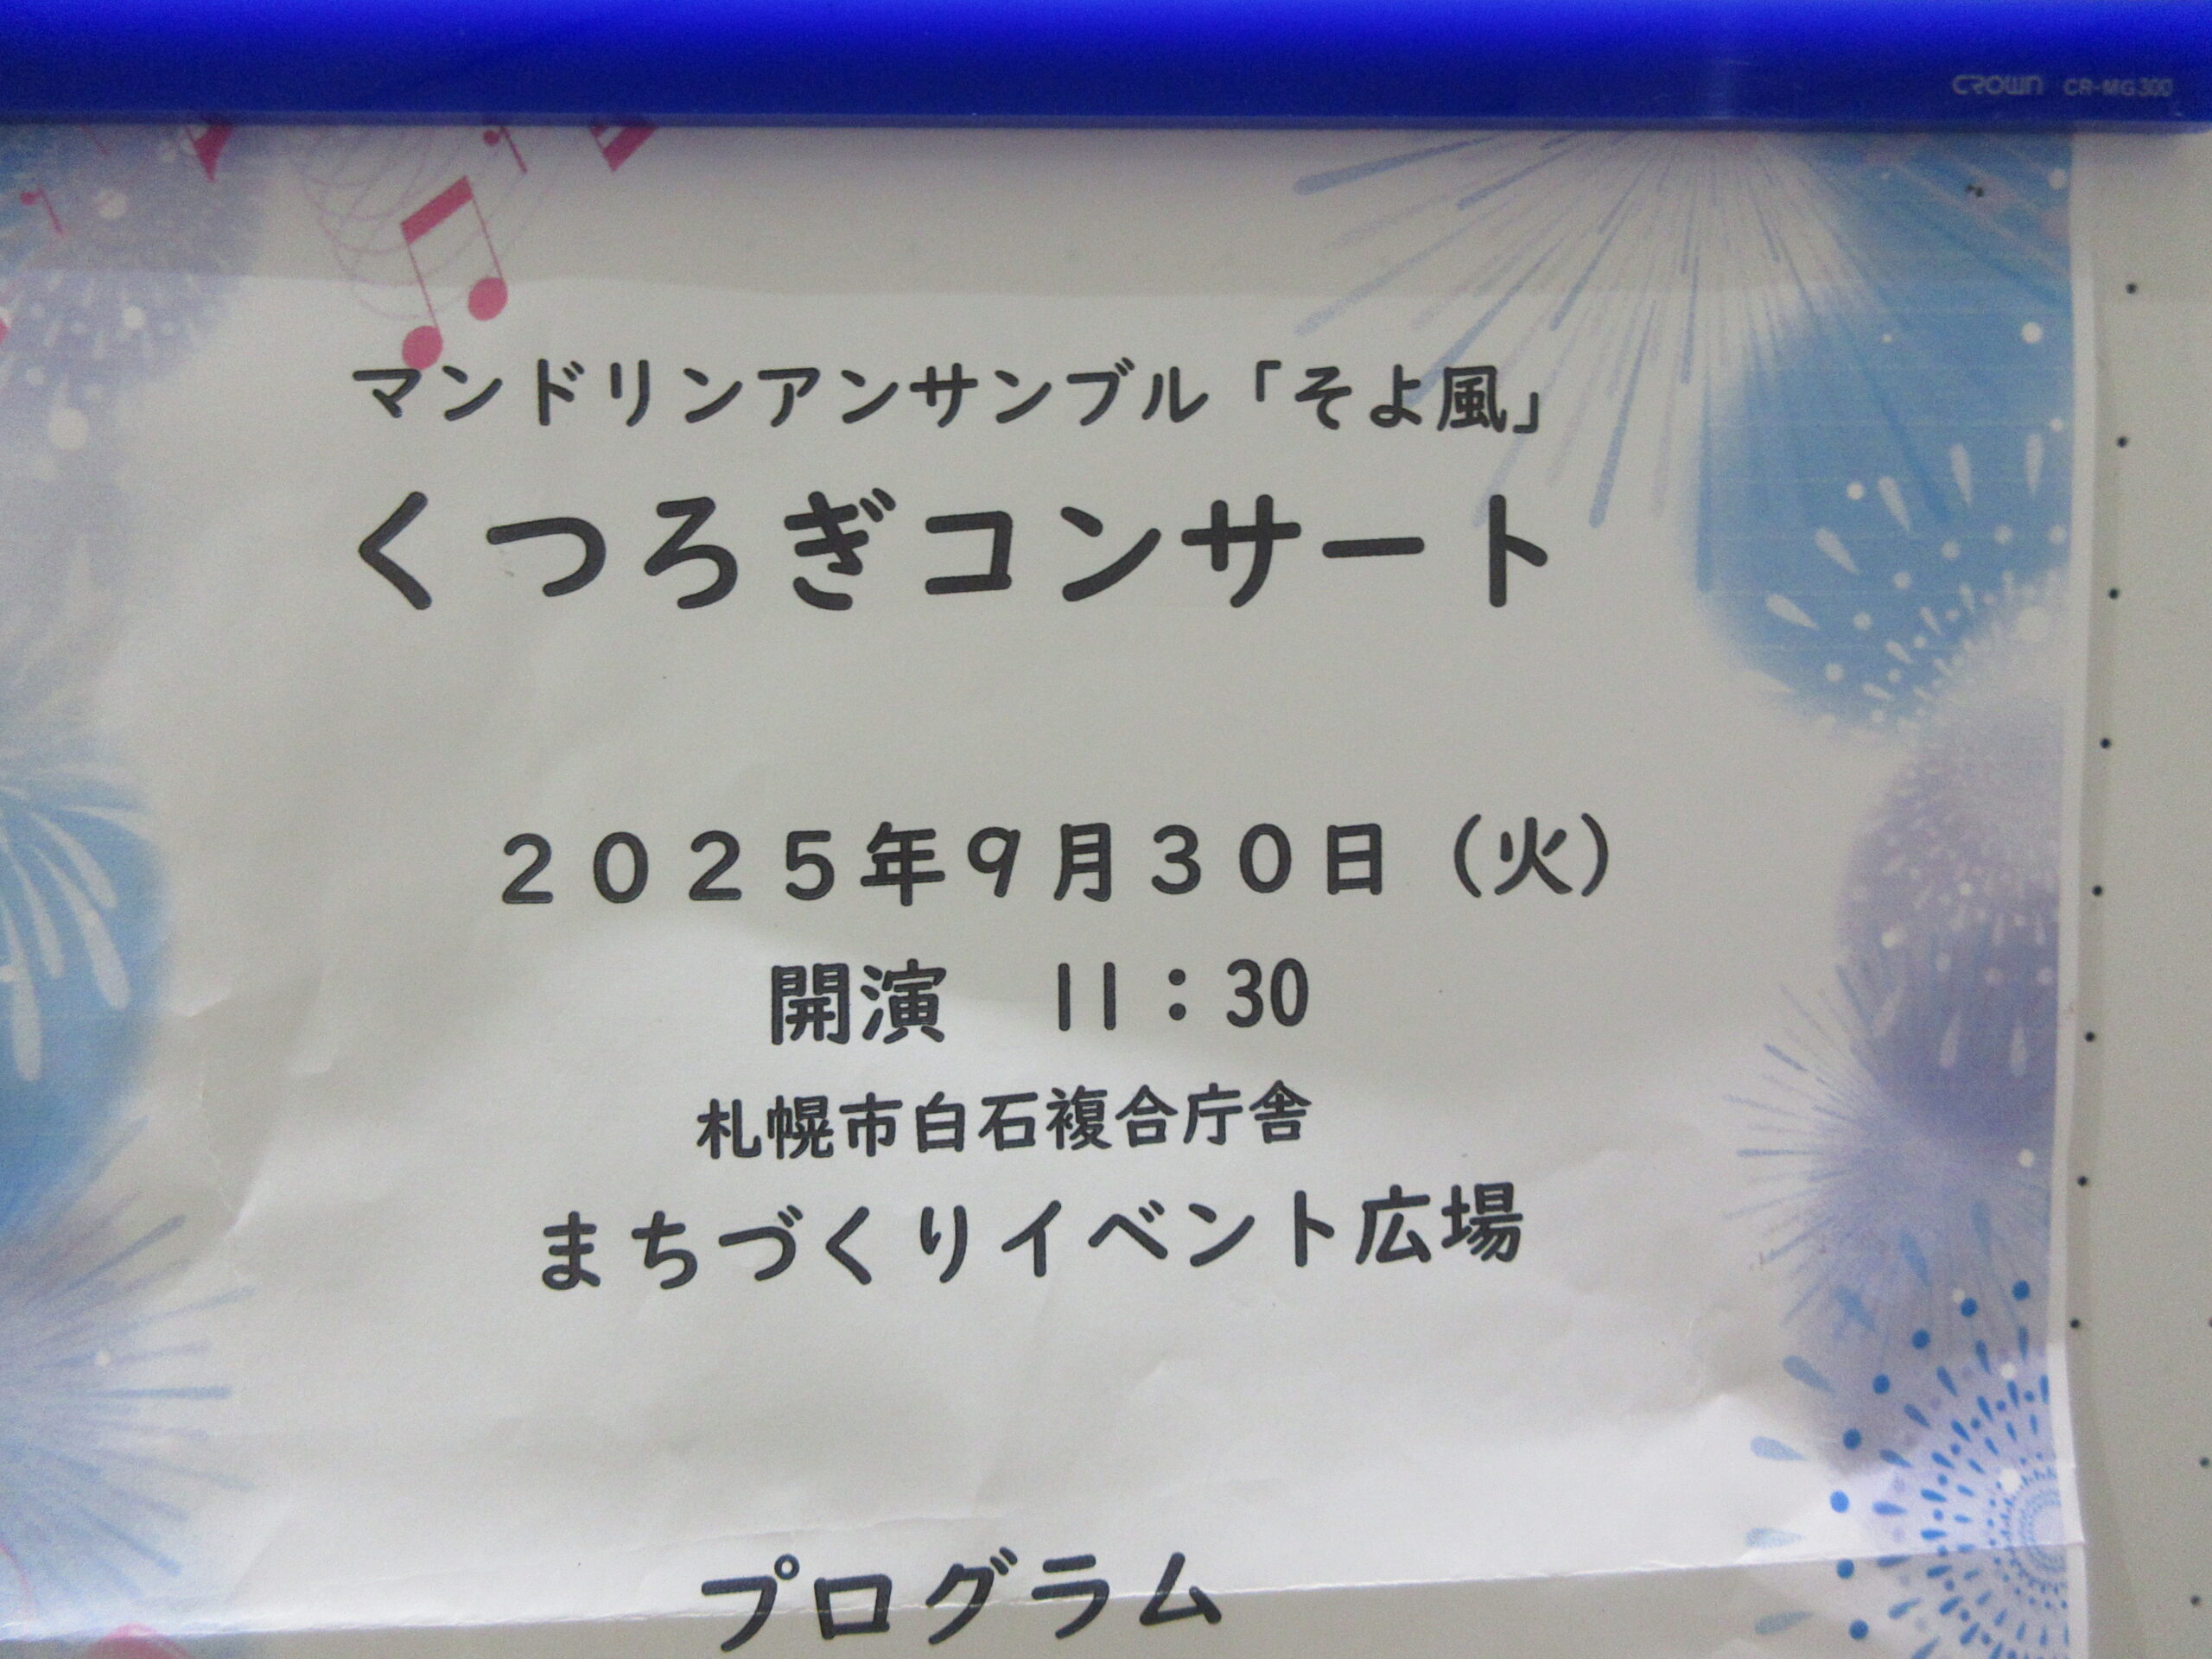 CROWN CR-MG300
マンドリンアンサンブル「そよ風」
くつろぎコンサート
２０２５年９月３０日（火）
開演　11：30
札幌市白石複合庁舎
まちづくりイベント広場
プログラム